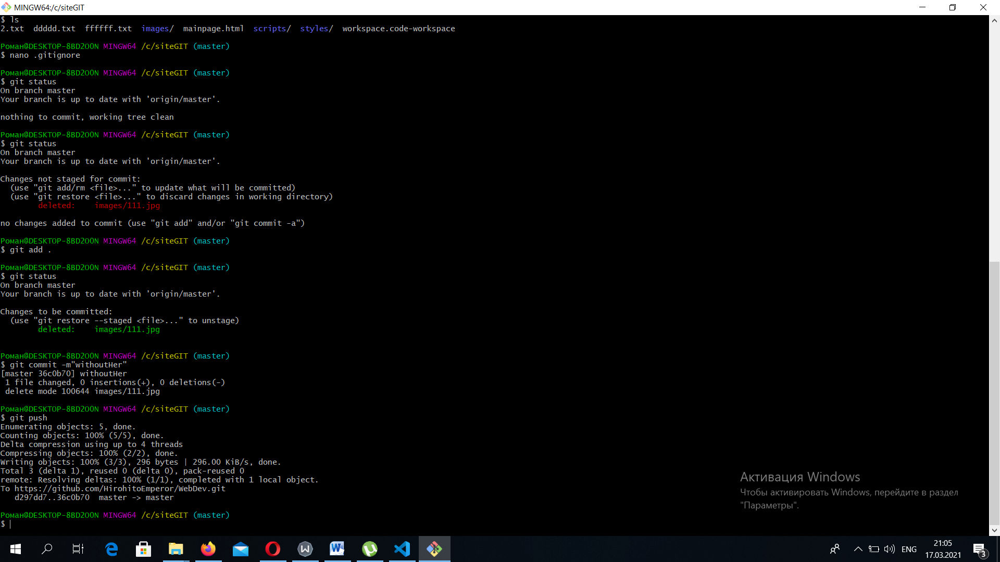 MINGW64:/c/siteGIT
$ ls
2.txt  ddddd.txt  ffffff.txt  images/  mainpage.html  scripts/  styles/  workspace.code-workspace
Роман@DESKTOP-8BD2O0N MINGW64 /c/siteGIT (master)
$ nano .gitignore
Роман@DESKTOP-8BD2O0N MINGW64 /c/siteGIT (master)
$ git status
On branch master
Your branch is up to date with 'origin/master'.
nothing to commit, working tree clean
Роман@DESKTOP-8BD2O0N MINGW64 /c/siteGIT (master)
$ git status
On branch master
Your branch is up to date with 'origin/master'.
Changes not staged for commit:
  (use "git add/rm <file>..." to update what will be committed)
  (use "git restore <file>..." to discard changes in working directory)
        deleted:    images/111.jpg
no changes added to commit (use "git add" and/or "git commit -a")
Роман@DESKTOP-8BD2O0N MINGW64 /c/siteGIT (master)
$ git add .
Роман@DESKTOP-8BD2O0N MINGW64 /c/siteGIT (master)
$ git status
On branch master
Your branch is up to date with 'origin/master'.
Changes to be committed:
  (use "git restore --staged <file>..." to unstage)
        deleted:    images/111.jpg
Роман@DESKTOP-8BD2O0N MINGW64 /c/siteGIT (master)
$ git commit -m"withoutHer"
[master 36c0b70] withoutHer
 1 file changed, 0 insertions(+), 0 deletions(-)
 delete mode 100644 images/111.jpg
Роман@DESKTOP-8BD2O0N MINGW64 /c/siteGIT (master)
$ git push
Enumerating objects: 5, done.
Counting objects: 100% (5/5), done.
Delta compression using up to 4 threads
Compressing objects: 100% (2/2), done.
Writing objects: 100% (3/3), 296 bytes | 296.00 KiB/s, done.
Total 3 (delta 1), reused 0 (delta 0), pack-reused 0
remote: Resolving deltas: 100% (1/1), completed with 1 local object.
To https://github.com/HirohitoEmperor/WebDev.git
   d297dd7..36c0b70  master -> master
Роман@DESKTOP-8BD2O0N MINGW64 /c/siteGIT (master)
$
Активация Windows
Чтобы активировать Windows, перейдите в раздел
"Параметры".
ENG
21:05
17.03.2021
3